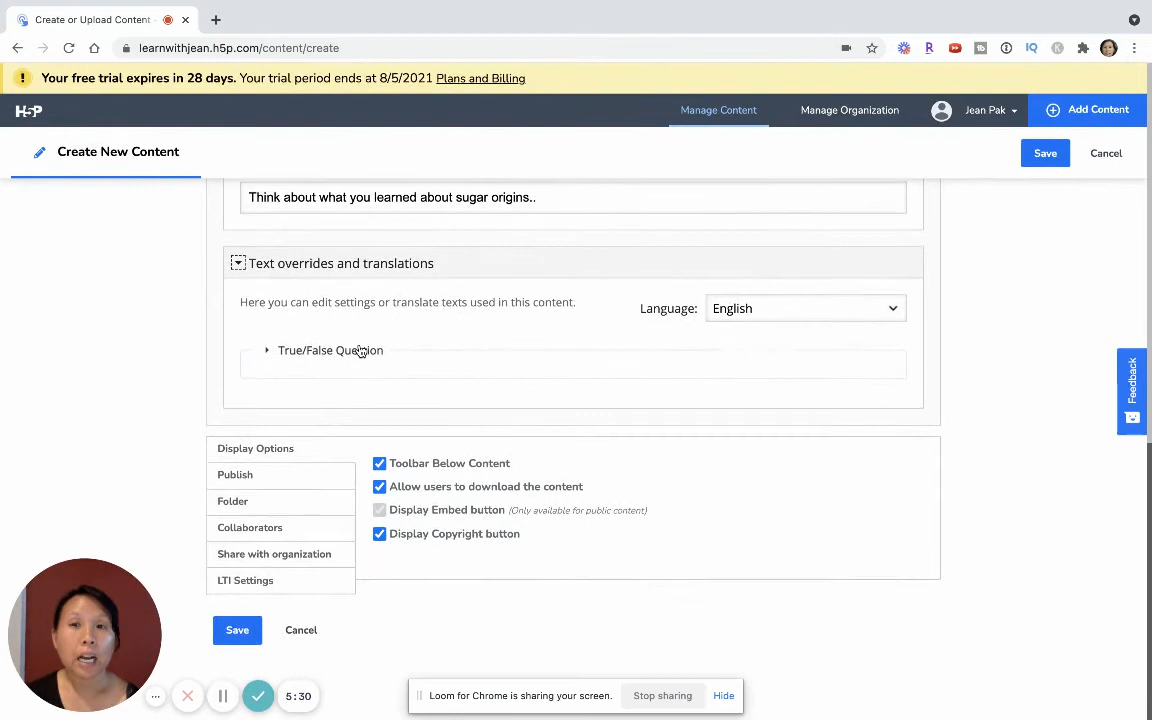 Create or Upload Content -
learnwithjean.h5p.com/content/create
Your free trial expires in 28 days. Your trial period ends at 8/5/2021 Plans and Billing
H5P
Manage Content
Manage Organization
Jean Pak
Add Content
Create New Content
Save
Cancel
Think about what you learned about sugar origins..
Text overrides and translations
Here you can edit settings or translate texts used in this content.
Language:
English
True/False Question
Feedback
Display Options
Publish
Folder
Collaborators
Share with organization
LTI Settings
Toolbar Below Content
Allow users to download the content
Display Embed button (Only available for public content)
Display Copyright button
Save
Cancel
5:30
Loom for Chrome is sharing your screen.
Stop sharing
Hide